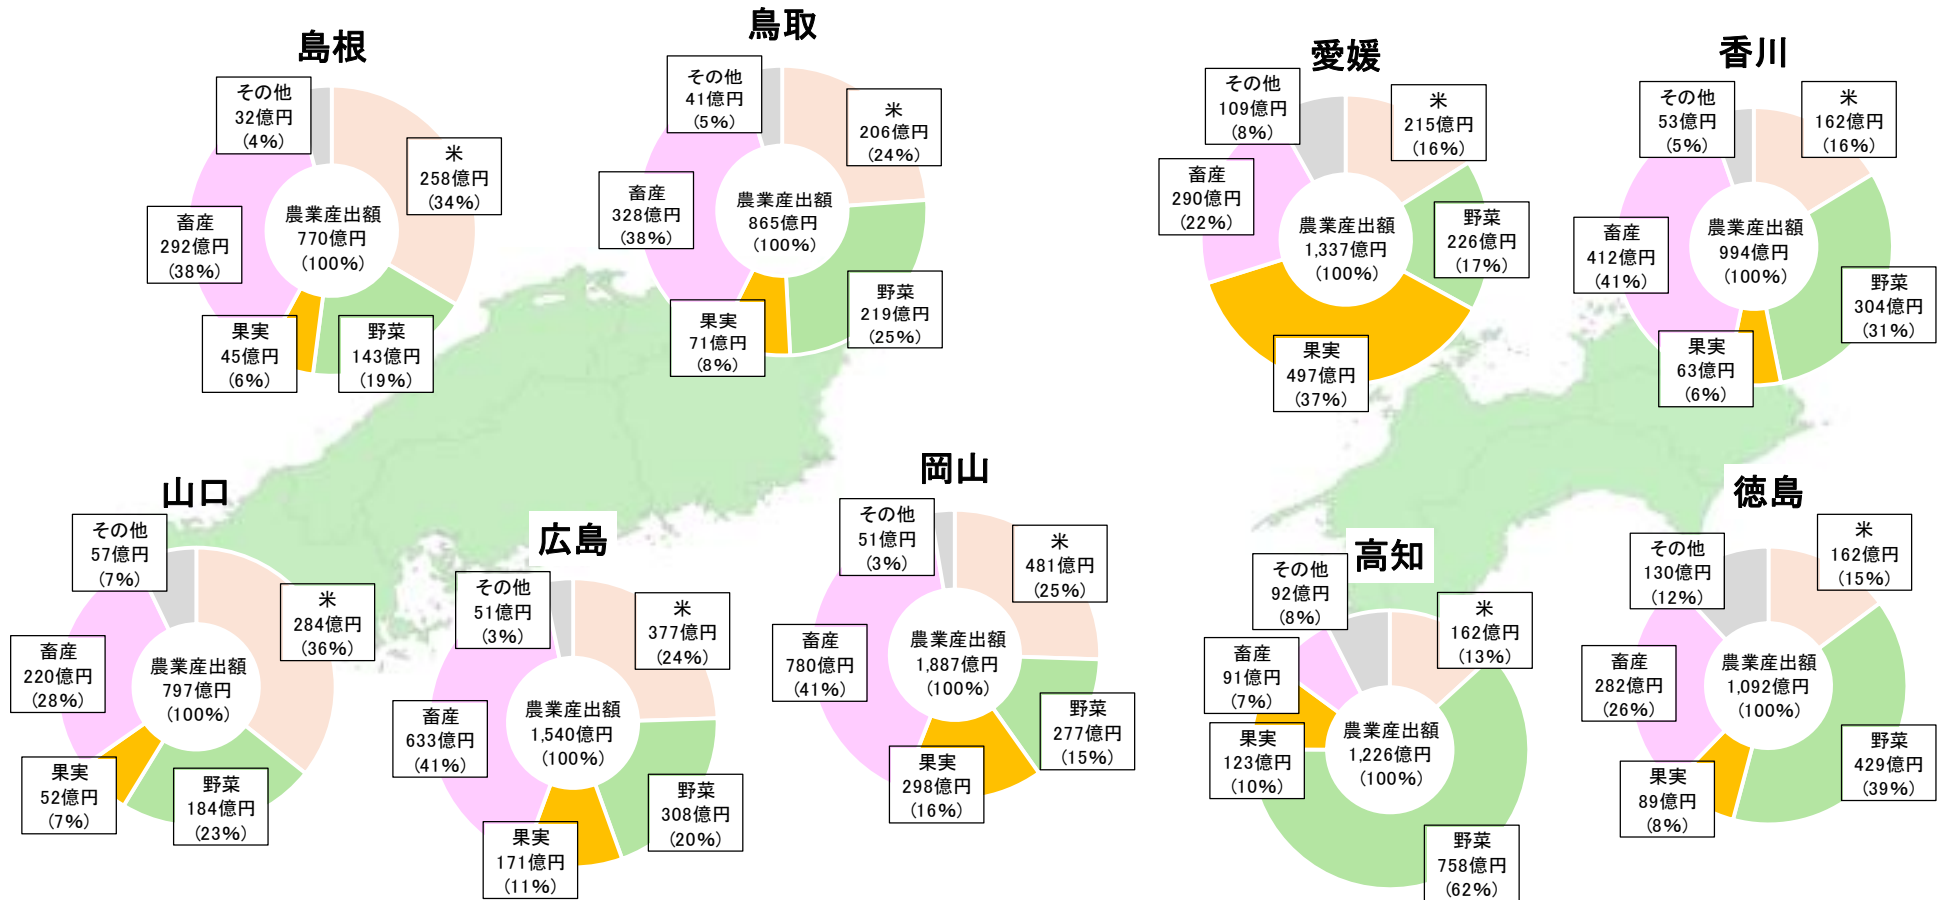 島根
その他
32億円
(4%)
米
258億円
(34%)
畜産
292億円
(38%)
農業産出額
770億円
(100%)
果実
45億円
(6%)
野菜
143億円
(19%)
鳥取
その他
41億円
(5%)
米
206億円
(24%)
畜産
328億円
(38%)
農業産出額
865億円
(100%)
果実
71億円
(8%)
野菜
219億円
(25%)
愛媛
その他
109億円
(8%)
米
215億円
(16%)
畜産
290億円
(22%)
農業産出額
1,337億円
(100%)
野菜
226億円
(17%)
果実
497億円
(37%)
香川
その他
53億円
(5%)
米
162億円
(16%)
畜産
412億円
(41%)
農業産出額
994億円
(100%)
野菜
304億円
(31%)
果実
63億円
(6%)
山口
その他
57億円
(7%)
米
284億円
(36%)
畜産
220億円
(28%)
農業産出額
797億円
(100%)
果実
52億円
(7%)
野菜
184億円
(23%)
広島
その他
51億円
(3%)
米
377億円
(24%)
畜産
633億円
(41%)
農業産出額
1,540億円
(100%)
野菜
308億円
(20%)
果実
171億円
(11%)
岡山
その他
51億円
(3%)
米
481億円
(25%)
畜産
780億円
(41%)
農業産出額
1,887億円
(100%)
野菜
277億円
(15%)
果実
298億円
(16%)
高知
その他
92億円
(8%)
米
162億円
(13%)
畜産
91億円
(7%)
果実
123億円
(10%)
農業産出額
1,226億円
(100%)
野菜
758億円
(62%)
徳島
その他
130億円
(12%)
米
162億円
(15%)
畜産
282億円
(26%)
農業産出額
1,092億円
(100%)
野菜
429億円
(39%)
果実
89億円
(8%)